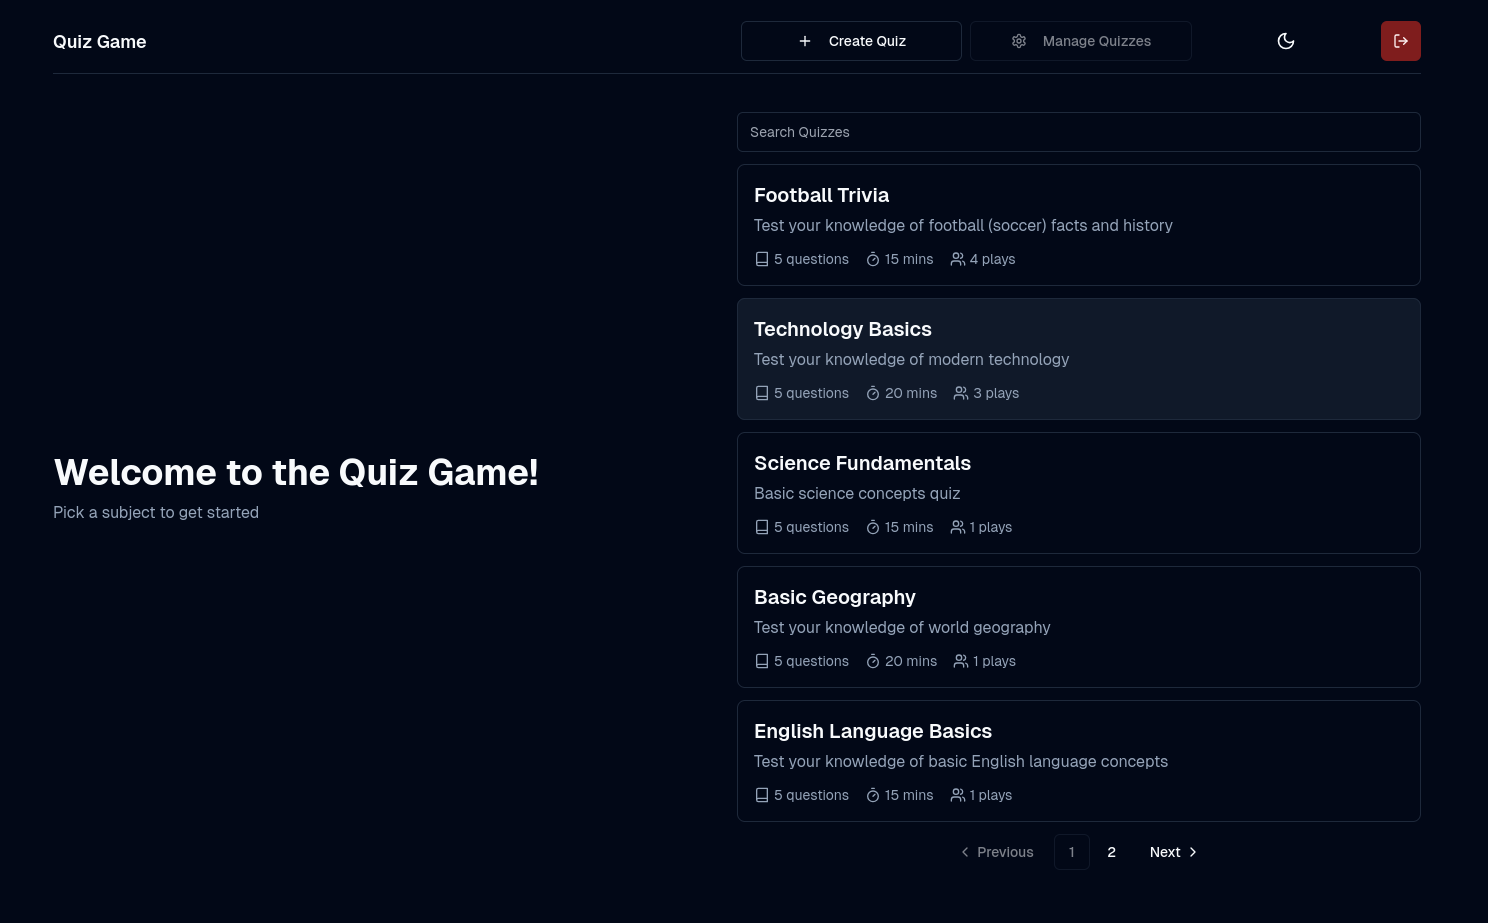 Quiz Game
Create Quiz
Manage Quizzes
Welcome to the Quiz Game!
Pick a subject to get started
Search Quizzes
Football Trivia
Test your knowledge of football (soccer) facts and history
5 questions 15 mins 4 plays
Technology Basics
Test your knowledge of modern technology
5 questions 20 mins 3 plays
Science Fundamentals
Basic science concepts quiz
5 questions 15 mins 1 plays
Basic Geography
Test your knowledge of world geography
5 questions 20 mins 1 plays
English Language Basics
Test your knowledge of basic English language concepts
5 questions 15 mins 1 plays
Previous 1 2 Next